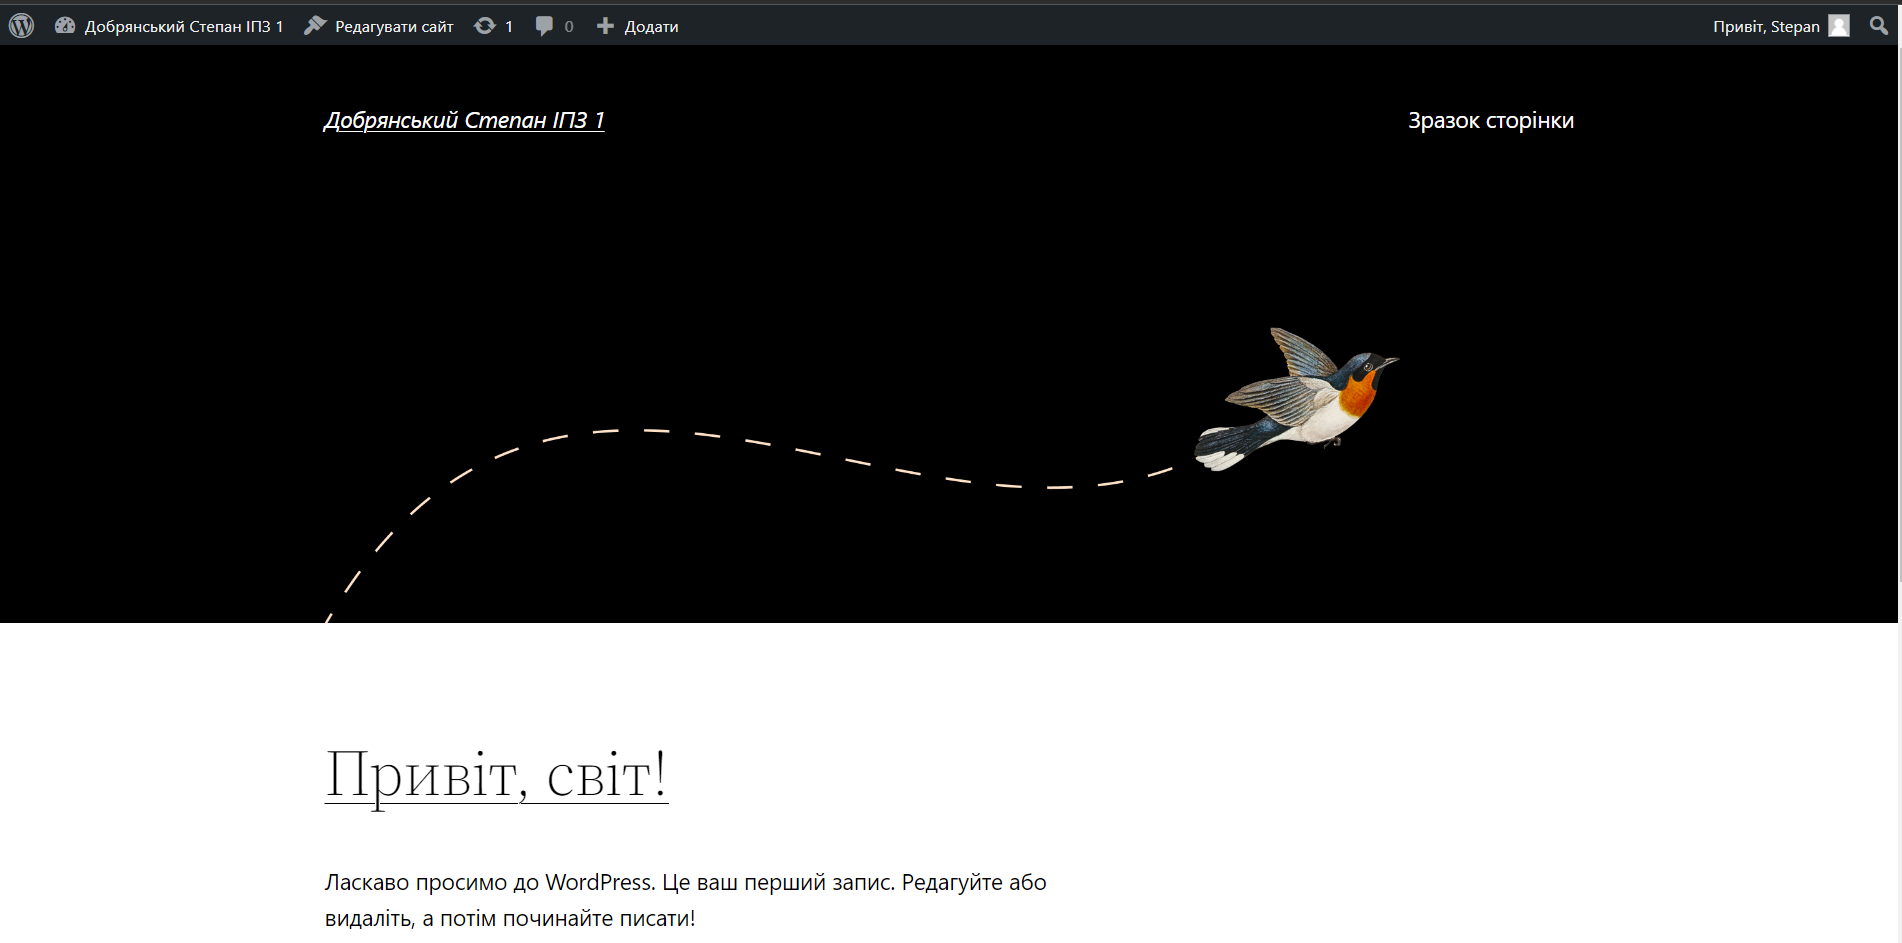 Добрянський Степан ІПЗ 1 Редагувати сайт 1 0 Додати Привіт, Stepan
Добрянський Степан ІПЗ 1 Зразок сторінки
Привіт, світ!
Ласкаво просимо до WordPress. Це ваш перший запис. Редагуйте або
видаліть, а потім починайте писати!